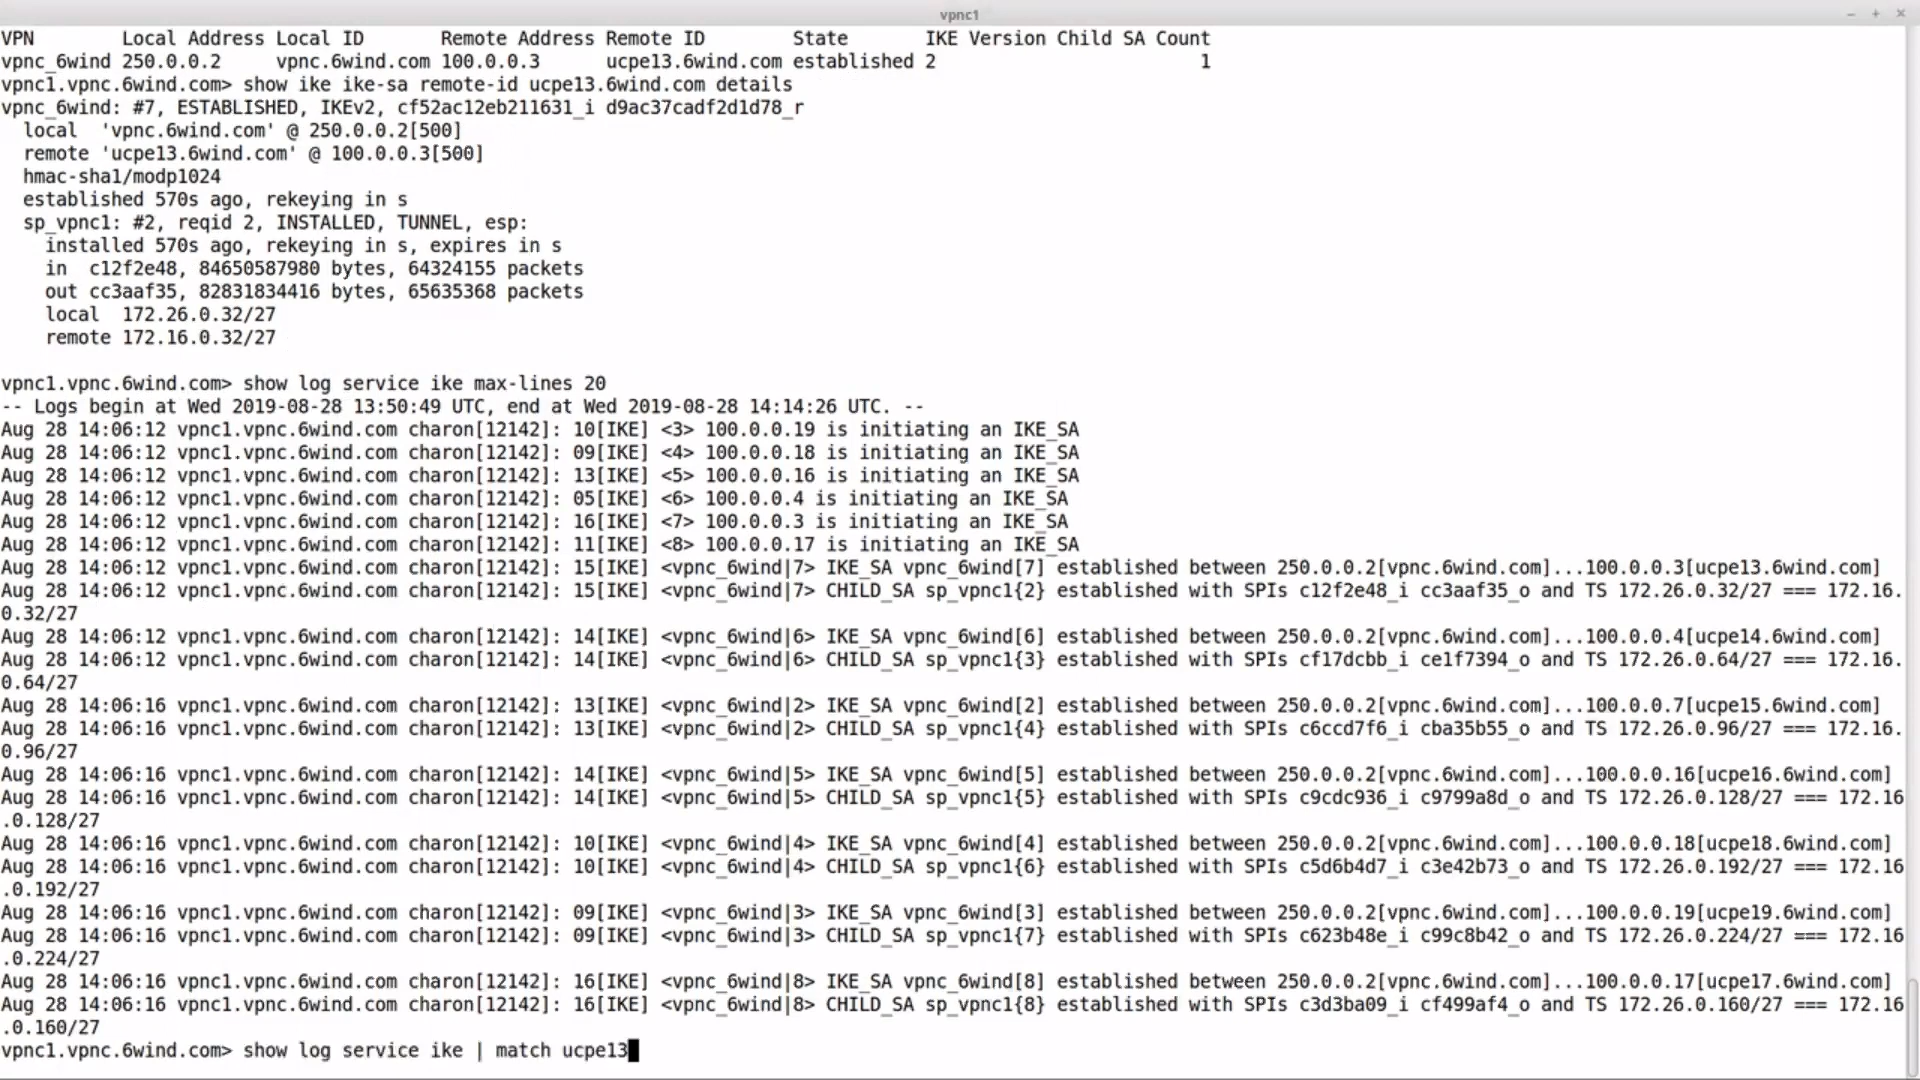 vpnc1
VPN        Local Address Local ID       Remote Address Remote ID        State       IKE Version Child SA Count
vpnc_6wind 250.0.0.2     vpnc.6wind.com 100.0.0.3      ucpe13.6wind.com established 2                        1
vpnc1.vpnc.6wind.com> show ike ike-sa remote-id ucpe13.6wind.com details
vpnc_6wind: #7, ESTABLISHED, IKEv2, cf52ac12eb211631_i d9ac37cadf2d1d78_r
  local  'vpnc.6wind.com' @ 250.0.0.2[500]
  remote 'ucpe13.6wind.com' @ 100.0.0.3[500]
  hmac-sha1/modp1024
  established 570s ago, rekeying in s
  sp_vpnc1: #2, reqid 2, INSTALLED, TUNNEL, esp:
    installed 570s ago, rekeying in s, expires in s
    in  c12f2e48, 84650587980 bytes, 64324155 packets
    out cc3aaf35, 82831834416 bytes, 65635368 packets
    local  172.26.0.32/27
    remote 172.16.0.32/27
vpnc1.vpnc.6wind.com> show log service ike max-lines 20
-- Logs begin at Wed 2019-08-28 13:50:49 UTC, end at Wed 2019-08-28 14:14:26 UTC. --
Aug 28 14:06:12 vpnc1.vpnc.6wind.com charon[12142]: 10[IKE] <3> 100.0.0.19 is initiating an IKE_SA
Aug 28 14:06:12 vpnc1.vpnc.6wind.com charon[12142]: 09[IKE] <4> 100.0.0.18 is initiating an IKE_SA
Aug 28 14:06:12 vpnc1.vpnc.6wind.com charon[12142]: 13[IKE] <5> 100.0.0.16 is initiating an IKE_SA
Aug 28 14:06:12 vpnc1.vpnc.6wind.com charon[12142]: 05[IKE] <6> 100.0.0.4 is initiating an IKE_SA
Aug 28 14:06:12 vpnc1.vpnc.6wind.com charon[12142]: 16[IKE] <7> 100.0.0.3 is initiating an IKE_SA
Aug 28 14:06:12 vpnc1.vpnc.6wind.com charon[12142]: 11[IKE] <8> 100.0.0.17 is initiating an IKE_SA
Aug 28 14:06:12 vpnc1.vpnc.6wind.com charon[12142]: 15[IKE] <vpnc_6wind|7> IKE_SA vpnc_6wind[7] established between 250.0.0.2[vpnc.6wind.com]...100.0.0.3[ucpe13.6wind.com]
Aug 28 14:06:12 vpnc1.vpnc.6wind.com charon[12142]: 15[IKE] <vpnc_6wind|7> CHILD_SA sp_vpnc1{2} established with SPIs c12f2e48_i cc3aaf35_o and TS 172.26.0.32/27 === 172.16.
0.32/27
Aug 28 14:06:12 vpnc1.vpnc.6wind.com charon[12142]: 14[IKE] <vpnc_6wind|6> IKE_SA vpnc_6wind[6] established between 250.0.0.2[vpnc.6wind.com]...100.0.0.4[ucpe14.6wind.com]
Aug 28 14:06:12 vpnc1.vpnc.6wind.com charon[12142]: 14[IKE] <vpnc_6wind|6> CHILD_SA sp_vpnc1{3} established with SPIs cf17dcbb_i ce1f7394_o and TS 172.26.0.64/27 === 172.16.
0.64/27
Aug 28 14:06:16 vpnc1.vpnc.6wind.com charon[12142]: 13[IKE] <vpnc_6wind|2> IKE_SA vpnc_6wind[2] established between 250.0.0.2[vpnc.6wind.com]...100.0.0.7[ucpe15.6wind.com]
Aug 28 14:06:16 vpnc1.vpnc.6wind.com charon[12142]: 13[IKE] <vpnc_6wind|2> CHILD_SA sp_vpnc1{4} established with SPIs c6ccd7f6_i cba35b55_o and TS 172.26.0.96/27 === 172.16.
0.96/27
Aug 28 14:06:16 vpnc1.vpnc.6wind.com charon[12142]: 14[IKE] <vpnc_6wind|5> IKE_SA vpnc_6wind[5] established between 250.0.0.2[vpnc.6wind.com]...100.0.0.16[ucpe16.6wind.com]
Aug 28 14:06:16 vpnc1.vpnc.6wind.com charon[12142]: 14[IKE] <vpnc_6wind|5> CHILD_SA sp_vpnc1{5} established with SPIs c9cdc936_i c9799a8d_o and TS 172.26.0.128/27 === 172.16
.0.128/27
Aug 28 14:06:16 vpnc1.vpnc.6wind.com charon[12142]: 10[IKE] <vpnc_6wind|4> IKE_SA vpnc_6wind[4] established between 250.0.0.2[vpnc.6wind.com]...100.0.0.18[ucpe18.6wind.com]
Aug 28 14:06:16 vpnc1.vpnc.6wind.com charon[12142]: 10[IKE] <vpnc_6wind|4> CHILD_SA sp_vpnc1{6} established with SPIs c5d6b4d7_i c3e42b73_o and TS 172.26.0.192/27 === 172.16
.0.192/27
Aug 28 14:06:16 vpnc1.vpnc.6wind.com charon[12142]: 09[IKE] <vpnc_6wind|3> IKE_SA vpnc_6wind[3] established between 250.0.0.2[vpnc.6wind.com]...100.0.0.19[ucpe19.6wind.com]
Aug 28 14:06:16 vpnc1.vpnc.6wind.com charon[12142]: 09[IKE] <vpnc_6wind|3> CHILD_SA sp_vpnc1{7} established with SPIs c623b48e_i c99c8b42_o and TS 172.26.0.224/27 === 172.16
.0.224/27
Aug 28 14:06:16 vpnc1.vpnc.6wind.com charon[12142]: 16[IKE] <vpnc_6wind|8> IKE_SA vpnc_6wind[8] established between 250.0.0.2[vpnc.6wind.com]...100.0.0.17[ucpe17.6wind.com]
Aug 28 14:06:16 vpnc1.vpnc.6wind.com charon[12142]: 16[IKE] <vpnc_6wind|8> CHILD_SA sp_vpnc1{8} established with SPIs c3d3ba09_i cf499af4_o and TS 172.26.0.160/27 === 172.16
.0.160/27
vpnc1.vpnc.6wind.com> show log service ike | match ucpe13